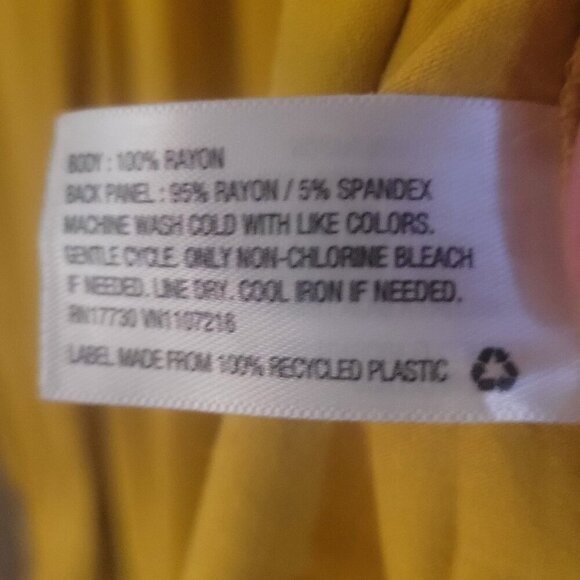 BODY : 100% RAYON
BACK PANEL : 95% RAYON / 5% SPANDEX
MACHINE WASH COLD WITH LIKE COLORS.
GENTLE CYCLE. ONLY NON-CHLORINE BLEACH
IF NEEDED. LINE DRY. COOL IRON IF NEEDED.
RN17730 VN1107216
LABEL MADE FROM 100% RECYCLED PLASTIC